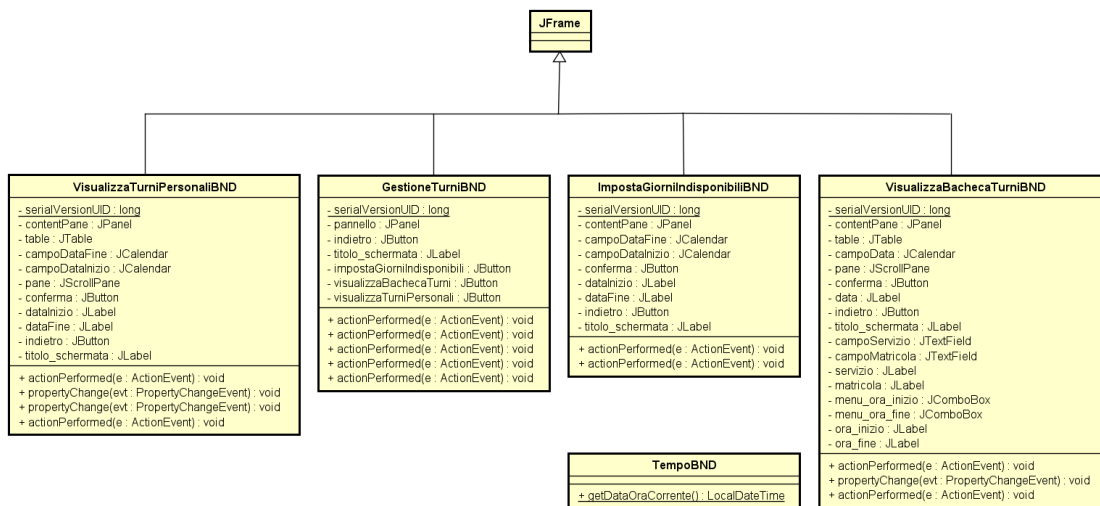 JFrame
VisualizzaTurniPersonaliBND
- serialVersionUID : long
- contentPane : JPanel
- table : JTable
- campoDataFine : JCalendar
- campoDataInizio : JCalendar
- pane : JScrollPane
- conferma : JButton
- dataInizio : JLabel
- dataFine : JLabel
- indietro : JButton
- titolo_schermata : JLabel
+ actionPerformed(e : ActionEvent) : void
+ propertyChange(evt : PropertyChangeEvent) : void
+ propertyChange(evt : PropertyChangeEvent) : void
+ actionPerformed(e : ActionEvent) : void
GestioneTurniBND
- serialVersionUID : long
- pannello : JPanel
- indietro : JButton
- titolo_schermata : JLabel
- impostaGiorniIndisponibili : JButton
- visualizzaBachecaTurni : JButton
- visualizzaTurniPersonali : JButton
+ actionPerformed(e : ActionEvent) : void
+ actionPerformed(e : ActionEvent) : void
+ actionPerformed(e : ActionEvent) : void
+ actionPerformed(e : ActionEvent) : void
+ actionPerformed(e : ActionEvent) : void
ImpostaGiorniIndisponibiliBND
- serialVersionUID : long
- contentPane : JPanel
- campoDataFine : JCalendar
- campoDataInizio : JCalendar
- conferma : JButton
- dataInizio : JLabel
- dataFine : JLabel
- indietro : JButton
- titolo_schermata : JLabel
+ actionPerformed(e : ActionEvent) : void
+ actionPerformed(e : ActionEvent) : void
VisualizzaBachecaTurniBND
- serialVersionUID : long
- contentPane : JPanel
- table : JTable
- campoData : JCalendar
- pane : JScrollPane
- conferma : JButton
- data : JLabel
- indietro : JButton
- titolo_schermata : JLabel
- campoServizio : JTextField
- campoMatricola : JTextField
- servizio : JLabel
- matricola : JLabel
- menu_ora_inizio : JComboBox
- menu_ora_fine : JComboBox
- ora_inizio : JLabel
- ora_fine : JLabel
+ actionPerformed(e : ActionEvent) : void
+ propertyChange(evt : PropertyChangeEvent) : void
+ actionPerformed(e : ActionEvent) : void
TempoBND
+ getDataOraCorrente() : LocalDateTime